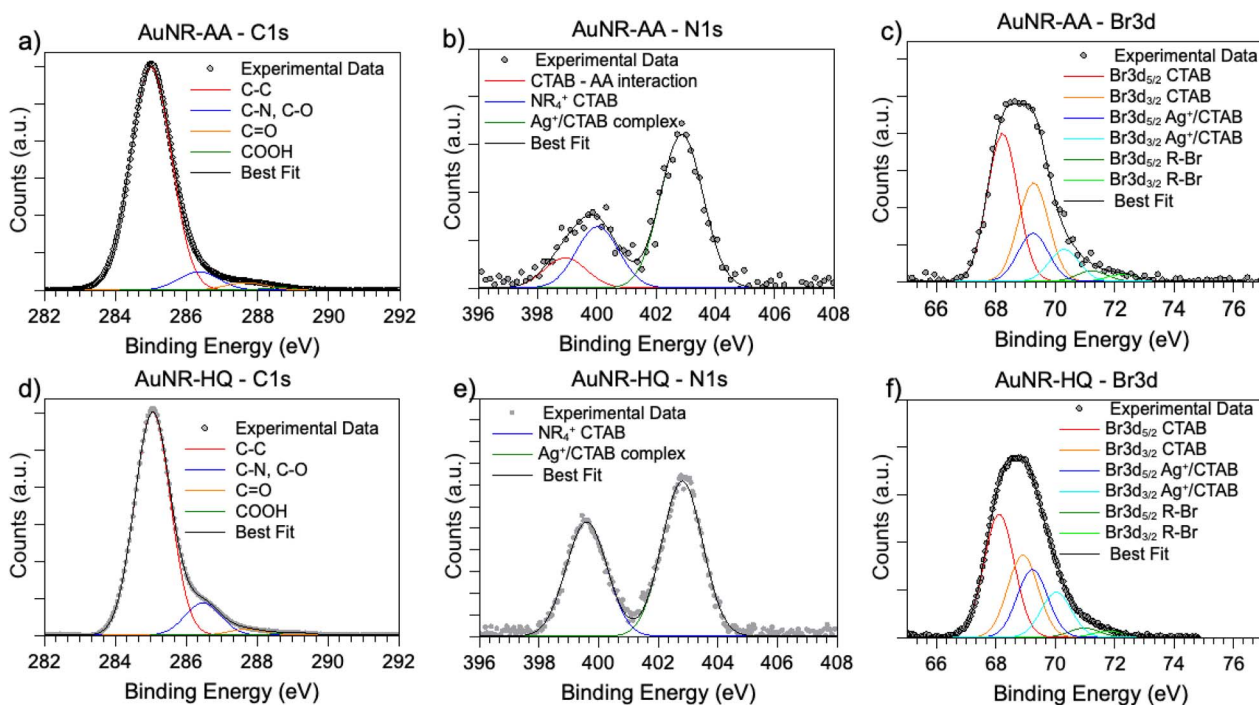 a)
AuNR-AA - C1s
Counts (a.u.)
Experimental Data
C-C
C-N, C-O
C=O
COOH
Best Fit
282 284 286 288 290 292
Binding Energy (eV)
b)
AuNR-AA - N1s
Counts (a.u.)
Experimental Data
CTAB - AA interaction
NR₄⁺ CTAB
Ag⁺/CTAB complex
Best Fit
396 398 400 402 404 406 408
Binding Energy (eV)
c)
AuNR-AA - Br3d
Counts (a.u.)
Experimental Data
Br3d₅/₂ CTAB
Br3d₃/₂ CTAB
Br3d₅/₂ Ag⁺/CTAB
Br3d₃/₂ Ag⁺/CTAB
Br3d₅/₂ R-Br
Br3d₃/₂ R-Br
Best Fit
66 68 70 72 74 76
Binding Energy (eV)
d)
AuNR-HQ - C1s
Counts (a.u.)
Experimental Data
C-C
C-N, C-O
C=O
COOH
Best Fit
282 284 286 288 290 292
Binding Energy (eV)
e)
AuNR-HQ - N1s
Counts (a.u.)
Experimental Data
NR₄⁺ CTAB
Ag⁺/CTAB complex
Best Fit
396 398 400 402 404 406 408
Binding Energy (eV)
f)
AuNR-HQ - Br3d
Counts (a.u.)
Experimental Data
Br3d₅/₂ CTAB
Br3d₃/₂ CTAB
Br3d₅/₂ Ag⁺/CTAB
Br3d₃/₂ Ag⁺/CTAB
Br3d₅/₂ R-Br
Br3d₃/₂ R-Br
Best Fit
66 68 70 72 74 76
Binding Energy (eV)